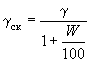 γ_ск = γ / (1 + W/100)